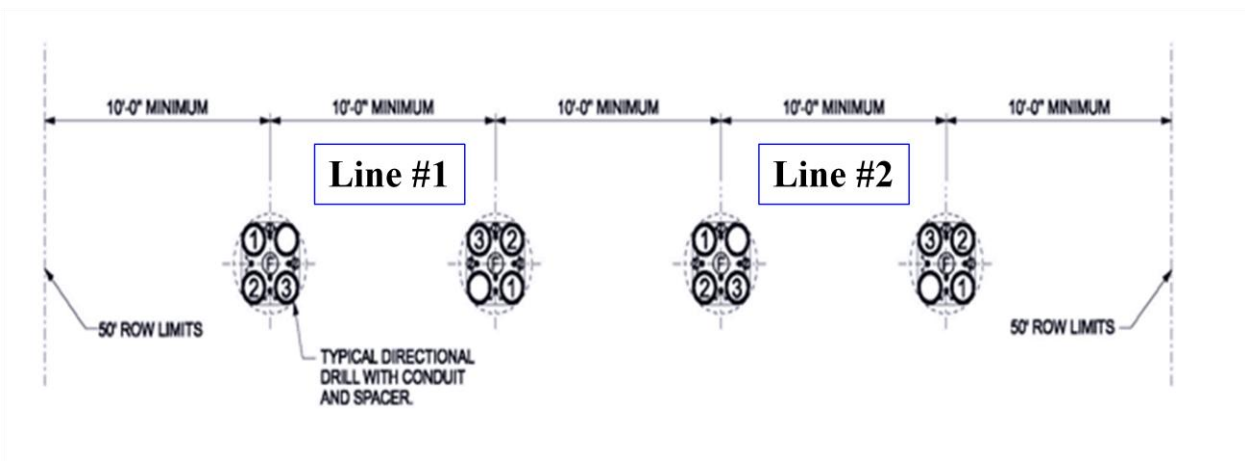 10'-0" MINIMUM
10'-0" MINIMUM
10'-0" MINIMUM
10'-0" MINIMUM
10'-0" MINIMUM
Line #1
Line #2
1
3 2
1
3 2
F
F
F
F
2 3
1
2 3
1
50' ROW LIMITS
50' ROW LIMITS
TYPICAL DIRECTIONAL
DRILL WITH CONDUIT
AND SPACER.